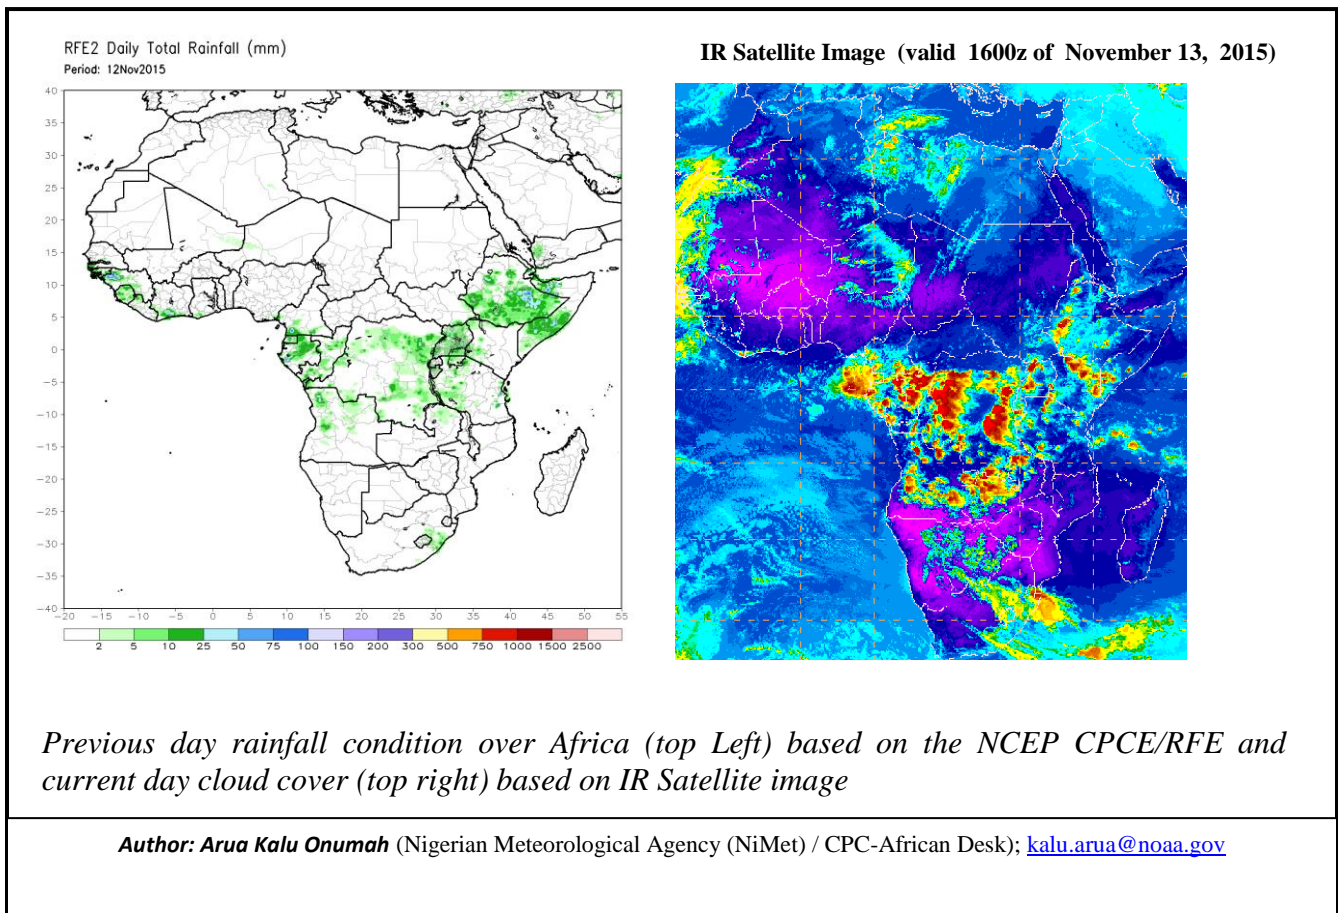 RFE2 Daily Total Rainfall (mm)
Period: 12Nov2015
40
35
30
25
20
15
10
5
0
−5
−10
−15
−20
−25
−30
−35
−40
−20 −15 −10 −5 0 5 10 15 20 25 30 35 40 45 50 55
2 5 10 25 50 75 100 150 200 300 500 750 1000 1500 2500
IR Satellite Image (valid 1600z of November 13, 2015)
Previous day rainfall condition over Africa (top Left) based on the NCEP CPCE/RFE and
current day cloud cover (top right) based on IR Satellite image
Author: Arua Kalu Onumah (Nigerian Meteorological Agency (NiMet) / CPC-African Desk); kalu.arua@noaa.gov